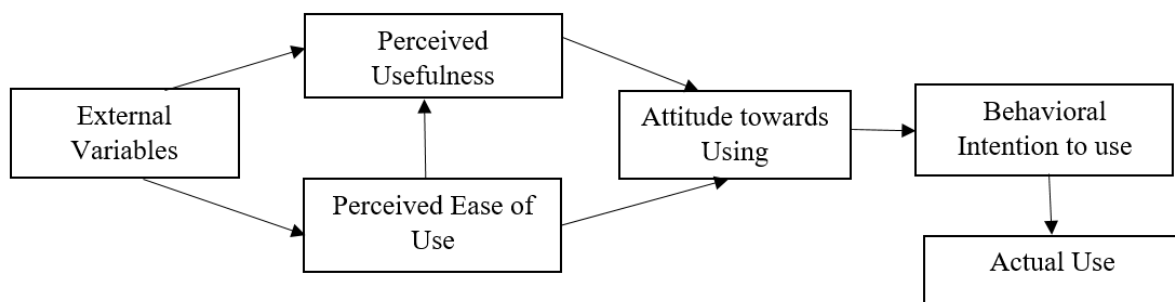 External
Variables
Perceived
Usefulness
Perceived Ease of
Use
Attitude towards
Using
Behavioral
Intention to use
Actual Use